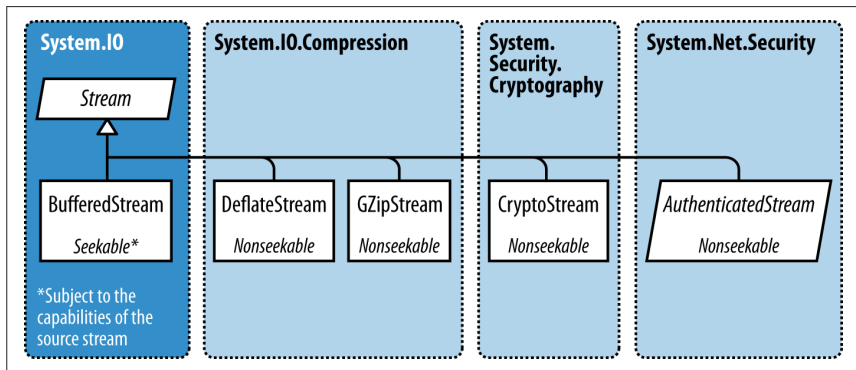 System.IO
Stream
BufferedStream
Seekable*
*Subject to the
capabilities of the
source stream
System.IO.Compression
DeflateStream
Nonseekable
GZipStream
Nonseekable
System.
Security.
Cryptography
CryptoStream
Nonseekable
System.Net.Security
AuthenticatedStream
Nonseekable